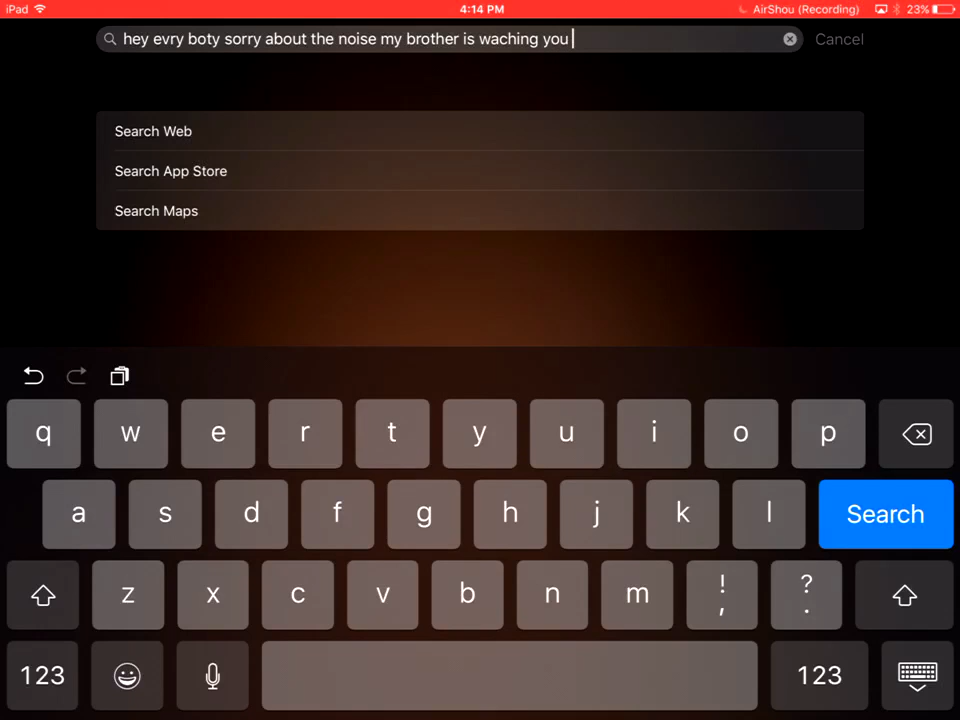 iPad 4:14 PM AirShou (Recording) 23%
hey evry boty sorry about the noise my brother is waching you Cancel
Search Web
Search App Store
Search Maps
q w e r t y u i o p
a s d f g h j k l Search
z x c v b n m ! , ? .
123 123